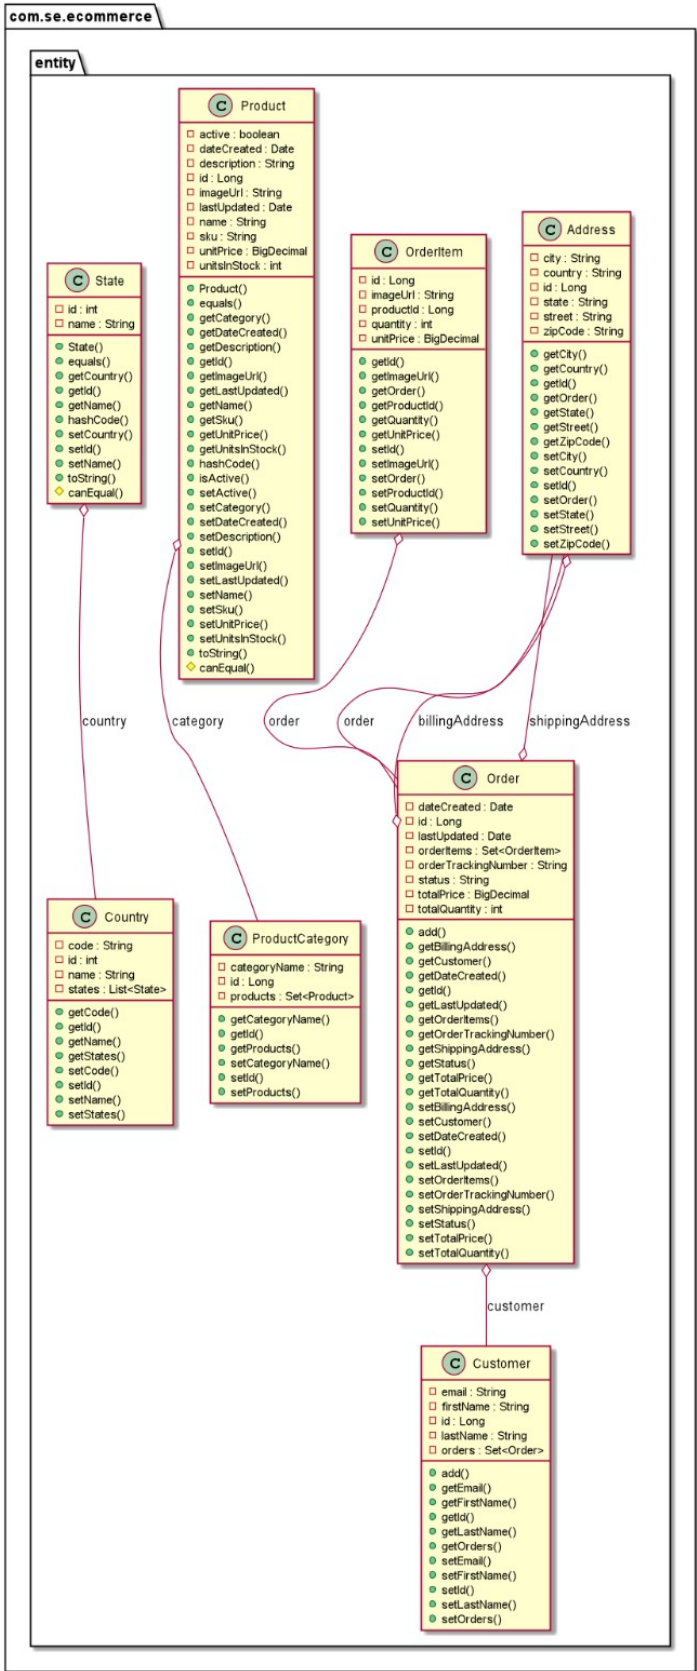 com.se.ecommerce
entity
C Product
active : boolean
dateCreated : Date
description : String
id : Long
imageUrl : String
lastUpdated : Date
name : String
sku : String
unitPrice : BigDecimal
unitsInStock : int
Product()
equals()
getCategory()
getDateCreated()
getDescription()
getId()
getImageUrl()
getLastUpdated()
getName()
getSku()
getUnitPrice()
getUnitsInStock()
hashCode()
isActive()
setActive()
setCategory()
setDateCreated()
setDescription()
setId()
setImageUrl()
setLastUpdated()
setName()
setSku()
setUnitPrice()
setUnitsInStock()
toString()
canEqual()
C Address
city : String
country : String
id : Long
state : String
street : String
zipCode : String
getCity()
getCountry()
getId()
getOrder()
getState()
getStreet()
getZipCode()
setCity()
setCountry()
setId()
setOrder()
setState()
setStreet()
setZipCode()
C OrderItem
id : Long
imageUrl : String
productId : Long
quantity : int
unitPrice : BigDecimal
getId()
getImageUrl()
getOrder()
getProductId()
getQuantity()
getUnitPrice()
setId()
setImageUrl()
setOrder()
setProductId()
setQuantity()
setUnitPrice()
C State
id : int
name : String
State()
equals()
getCountry()
getId()
getName()
hashCode()
setCountry()
setId()
setName()
toString()
canEqual()
country
category
order
order
billingAddress
shippingAddress
C Order
dateCreated : Date
id : Long
lastUpdated : Date
orderItems : Set<OrderItem>
orderTrackingNumber : String
status : String
totalPrice : BigDecimal
totalQuantity : int
add()
getBillingAddress()
getCustomer()
getDateCreated()
getId()
getLastUpdated()
getOrderItems()
getOrderTrackingNumber()
getShippingAddress()
getStatus()
getTotalPrice()
getTotalQuantity()
setBillingAddress()
setCustomer()
setDateCreated()
setId()
setLastUpdated()
setOrderItems()
setOrderTrackingNumber()
setShippingAddress()
setStatus()
setTotalPrice()
setTotalQuantity()
C Country
code : String
id : int
name : String
states : List<State>
getCode()
getId()
getName()
getStates()
setCode()
setId()
setName()
setStates()
C ProductCategory
categoryName : String
id : Long
products : Set<Product>
getCategoryName()
getId()
getProducts()
setCategoryName()
setId()
setProducts()
customer
C Customer
email : String
firstName : String
id : Long
lastName : String
orders : Set<Order>
add()
getEmail()
getFirstName()
getId()
getLastName()
getOrders()
setEmail()
setFirstName()
setId()
setLastName()
setOrders()